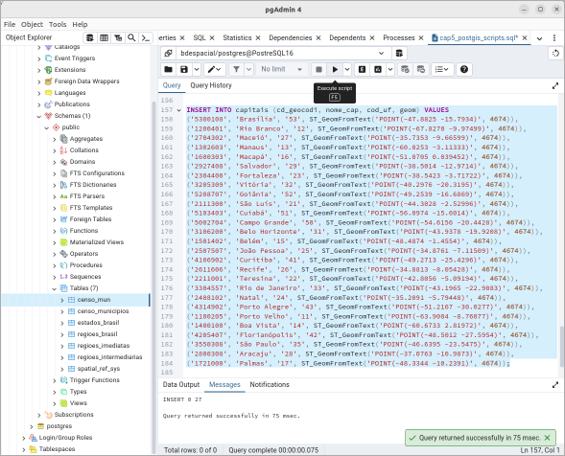 pgAdmin 4
File Object Tools Help
Object Explorer
erties SQL Statistics Dependencies Dependents Processes cap5_postgis_scripts.sql*
Catalogs
Event Triggers
Extensions
Foreign Data Wrappers
Languages
Publications
Schemas (1)
public
Aggregates
Collations
Domains
FTS Configurations
FTS Dictionaries
FTS Parsers
FTS Templates
Foreign Tables
Functions
Materialized Views
Operators
Procedures
Sequences
Tables (7)
censo_mun
censo_municipios
estados_brasil
regioes_brasil
regioes_imediatas
regioes_intermediarias
spatial_ref_sys
Trigger Functions
Types
Views
Subscriptions
postgres
Login/Group Roles
Tablespaces
bdespacial/postgres@PostreSQL16
No limit
Query Query History
Execute script
F5
156
157 INSERT INTO capitais (cd_geocodi, nome_cap, cod_uf, geom) VALUES
158 ('5300108', 'Brasília', '53', ST_GeomFromText('POINT(-47.8825 -15.7934)', 4674)),
159 ('1200401', 'Rio Branco', '12', ST_GeomFromText('POINT(-67.8270 -9.97499)', 4674)),
160 ('2704302', 'Maceió', '27', ST_GeomFromText('POINT(-35.7353 -9.66599)', 4674)),
161 ('1302603', 'Manaus', '13', ST_GeomFromText('POINT(-60.0253 -3.11333)', 4674)),
162 ('1600303', 'Macapá', '16', ST_GeomFromText('POINT(-51.0705 0.039452)', 4674)),
163 ('2927408', 'Salvador', '29', ST_GeomFromText('POINT(-38.5014 -12.9714)', 4674)),
164 ('2304400', 'Fortaleza', '23', ST_GeomFromText('POINT(-38.5423 -3.71722)', 4674)),
165 ('3205309', 'Vitória', '32', ST_GeomFromText('POINT(-40.2976 -20.3195)', 4674)),
166 ('5208707', 'Goiânia', '52', ST_GeomFromText('POINT(-49.2539 -16.6869)', 4674)),
167 ('2111300', 'São Luís', '21', ST_GeomFromText('POINT(-44.3028 -2.52996)', 4674)),
168 ('5103403', 'Cuiabá', '51', ST_GeomFromText('POINT(-56.0974 -15.6014)', 4674)),
169 ('5002704', 'Campo Grande', '50', ST_GeomFromText('POINT(-54.6156 -20.4428)', 4674)),
170 ('3106200', 'Belo Horizonte', '31', ST_GeomFromText('POINT(-43.9378 -19.9208)', 4674)),
171 ('1501402', 'Belém', '15', ST_GeomFromText('POINT(-48.4874 -1.4554)', 4674)),
172 ('2507507', 'João Pessoa', '25', ST_GeomFromText('POINT(-34.8761 -7.11509)', 4674)),
173 ('4106902', 'Curitiba', '41', ST_GeomFromText('POINT(-49.2713 -25.4296)', 4674)),
174 ('2611606', 'Recife', '26', ST_GeomFromText('POINT(-34.8813 -8.05428)', 4674)),
175 ('2211001', 'Teresina', '22', ST_GeomFromText('POINT(-42.8056 -5.09194)', 4674)),
176 ('3304557', 'Rio de Janeiro', '33', ST_GeomFromText('POINT(-43.1965 -22.9083)', 4674)),
177 ('2408102', 'Natal', '24', ST_GeomFromText('POINT(-35.2091 -5.79448)', 4674)),
178 ('4314902', 'Porto Alegre', '43', ST_GeomFromText('POINT(-51.2167 -30.0277)', 4674)),
179 ('1100205', 'Porto Velho', '11', ST_GeomFromText('POINT(-63.9004 -8.76077)', 4674)),
180 ('1400100', 'Boa Vista', '14', ST_GeomFromText('POINT(-60.6733 2.81972)', 4674)),
181 ('4205407', 'Florianópolis', '42', ST_GeomFromText('POINT(-48.5012 -27.5954)', 4674)),
182 ('3550308', 'São Paulo', '35', ST_GeomFromText('POINT(-46.6395 -23.5475)', 4674)),
183 ('2800308', 'Aracaju', '28', ST_GeomFromText('POINT(-37.0763 -10.9073)', 4674)),
184 ('1721000', 'Palmas', '17', ST_GeomFromText('POINT(-48.3344 -10.2391)', 4674));
185
Data Output Messages Notifications
INSERT 0 27
Query returned successfully in 75 msec.
Query returned successfully in 75 msec.
Total rows: 0 of 0 Query complete 00:00:00.075 Ln 157, Col 1